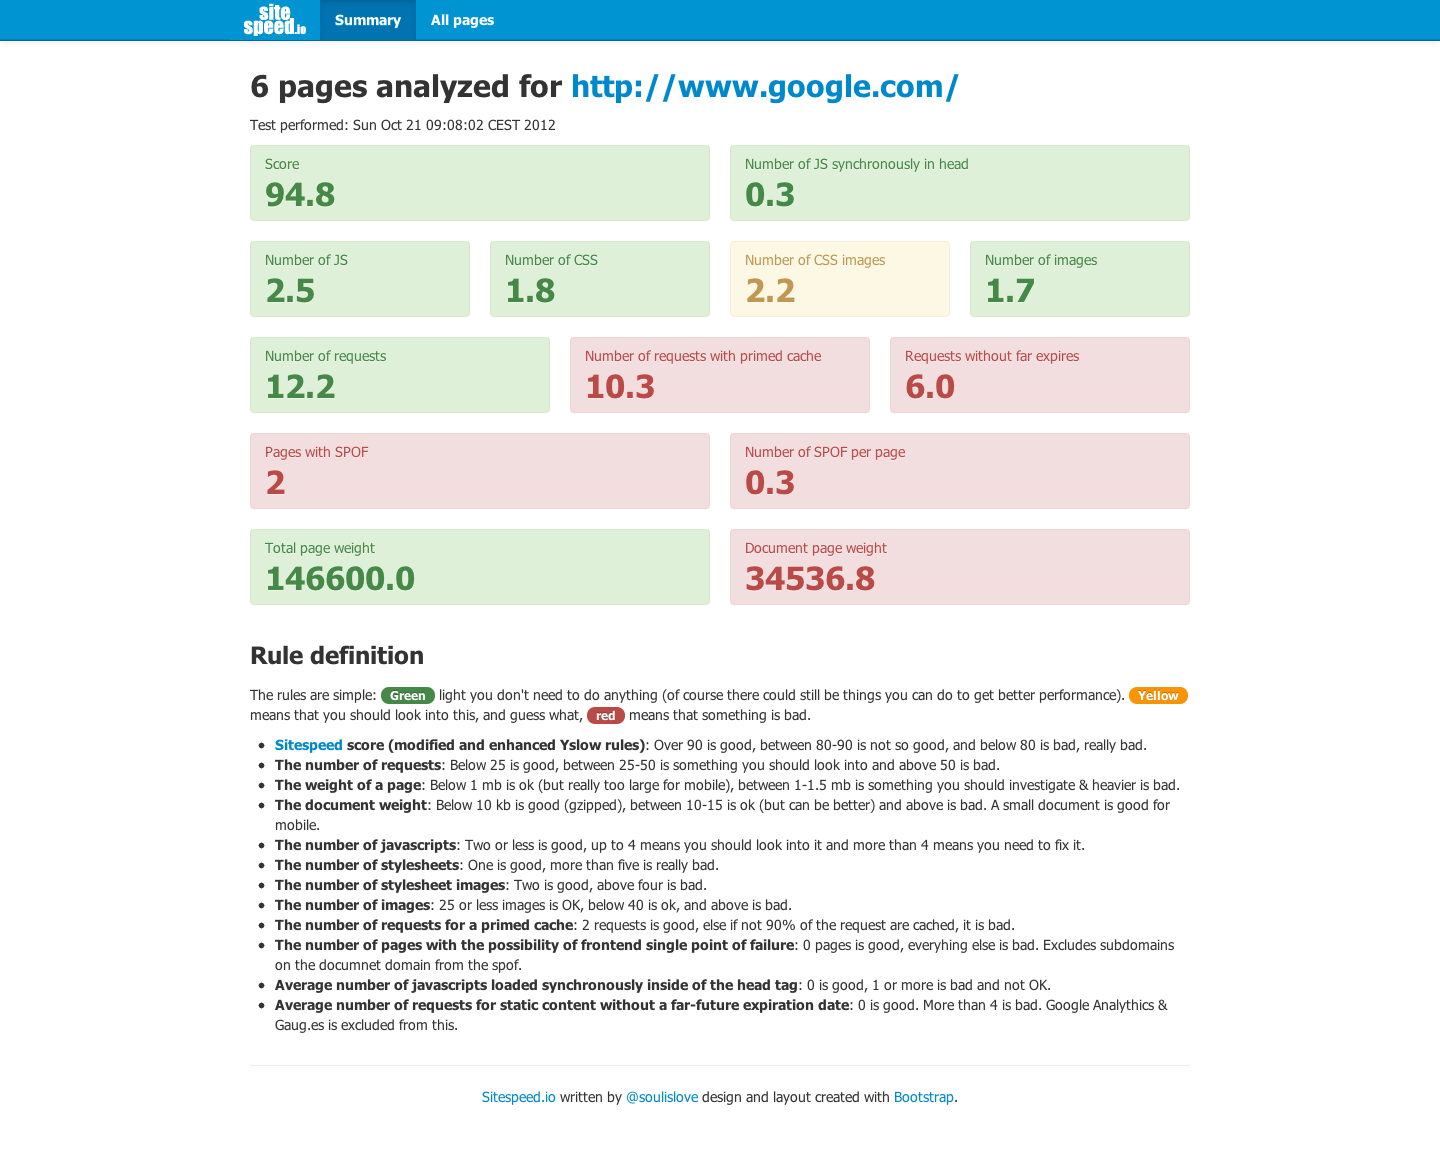 site
speed.io
Summary
All pages
6 pages analyzed for http://www.google.com/
Test performed: Sun Oct 21 09:08:02 CEST 2012
Score
94.8
Number of JS synchronously in head
0.3
Number of JS
2.5
Number of CSS
1.8
Number of CSS images
2.2
Number of images
1.7
Number of requests
12.2
Number of requests with primed cache
10.3
Requests without far expires
6.0
Pages with SPOF
2
Number of SPOF per page
0.3
Total page weight
146600.0
Document page weight
34536.8
Rule definition
The rules are simple: Green light you don't need to do anything (of course there could still be things you can do to get better performance). Yellow
means that you should look into this, and guess what, red means that something is bad.
• Sitespeed score (modified and enhanced Yslow rules): Over 90 is good, between 80-90 is not so good, and below 80 is bad, really bad.
• The number of requests: Below 25 is good, between 25-50 is something you should look into and above 50 is bad.
• The weight of a page: Below 1 mb is ok (but really too large for mobile), between 1-1.5 mb is something you should investigate & heavier is bad.
• The document weight: Below 10 kb is good (gzipped), between 10-15 is ok (but can be better) and above is bad. A small document is good for
mobile.
• The number of javascripts: Two or less is good, up to 4 means you should look into it and more than 4 means you need to fix it.
• The number of stylesheets: One is good, more than five is really bad.
• The number of stylesheet images: Two is good, above four is bad.
• The number of images: 25 or less images is OK, below 40 is ok, and above is bad.
• The number of requests for a primed cache: 2 requests is good, else if not 90% of the request are cached, it is bad.
• The number of pages with the possibility of frontend single point of failure: 0 pages is good, everyhing else is bad. Excludes subdomains
on the documnet domain from the spof.
• Average number of javascripts loaded synchronously inside of the head tag: 0 is good, 1 or more is bad and not OK.
• Average number of requests for static content without a far-future expiration date: 0 is good. More than 4 is bad. Google Analythics &
Gaug.es is excluded from this.
Sitespeed.io written by @soulislove design and layout created with Bootstrap.